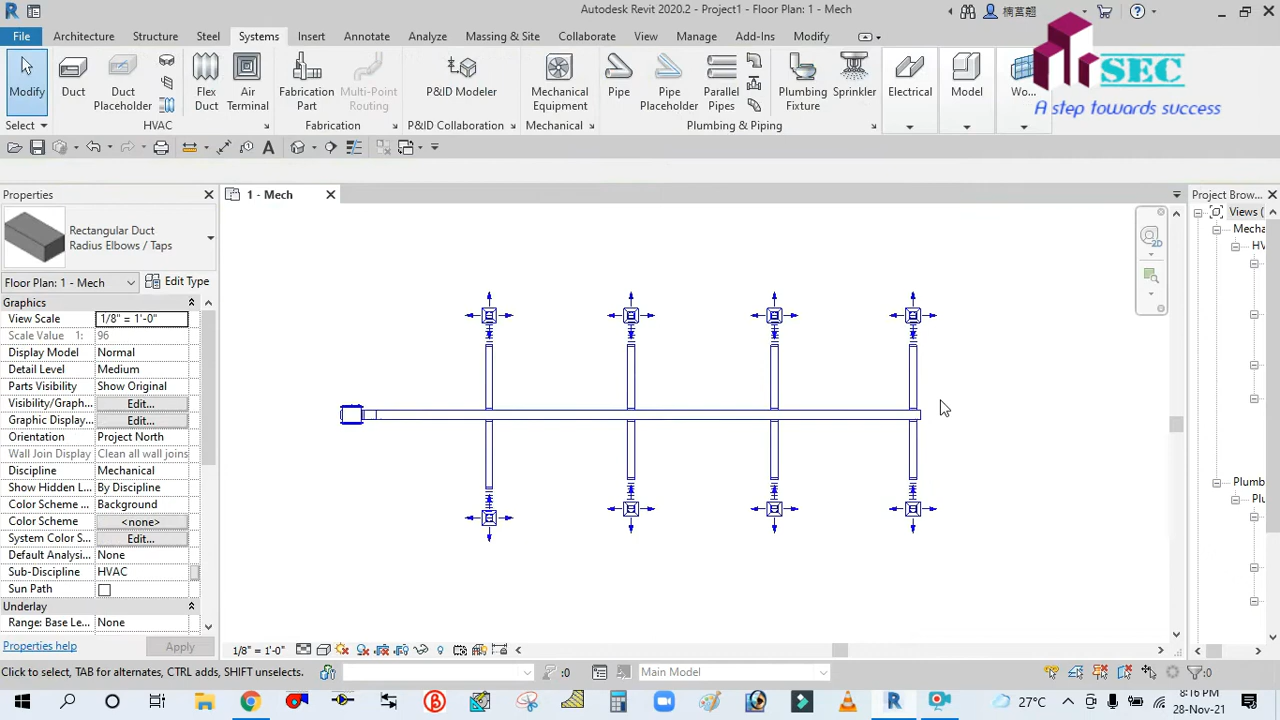 Autodesk Revit 2020.2 - Project1 - Floor Plan: 1 - Mech
File Architecture Structure Steel Systems Insert Annotate Analyze Massing & Site Collaborate View Manage Add-Ins Modify
SEC
A step towards success
Modify Duct Duct Placeholder Flex Duct Air Terminal Fabrication Part Multi-Point Routing P&ID Modeler Mechanical Equipment Pipe Pipe Placeholder Parallel Pipes Plumbing Fixture Sprinkler Electrical Model Wo...
Select HVAC Fabrication P&ID Collaboration Mechanical Plumbing & Piping
Properties
1 - Mech
Project Brow...
Rectangular Duct
Radius Elbows / Taps
Floor Plan: 1 - Mech Edit Type
Graphics
View Scale 1/8" = 1'-0"
Scale Value 1: 96
Display Model Normal
Detail Level Medium
Parts Visibility Show Original
Visibility/Graph... Edit...
Graphic Display... Edit...
Orientation Project North
Wall Join Display Clean all wall joins
Discipline Mechanical
Show Hidden L... By Discipline
Color Scheme ... Background
Color Scheme <none>
System Color S... Edit...
Default Analysi... None
Sub-Discipline HVAC
Sun Path
Underlay
Range: Base Le... None
Properties help Apply
2D
Views (
Mecha
HV
Plumb
Plu
1/8" = 1'-0"
Click to select, TAB for alternates, CTRL adds, SHIFT unselects. :0 Main Model :0
27°C
8:16 PM
28-Nov-21